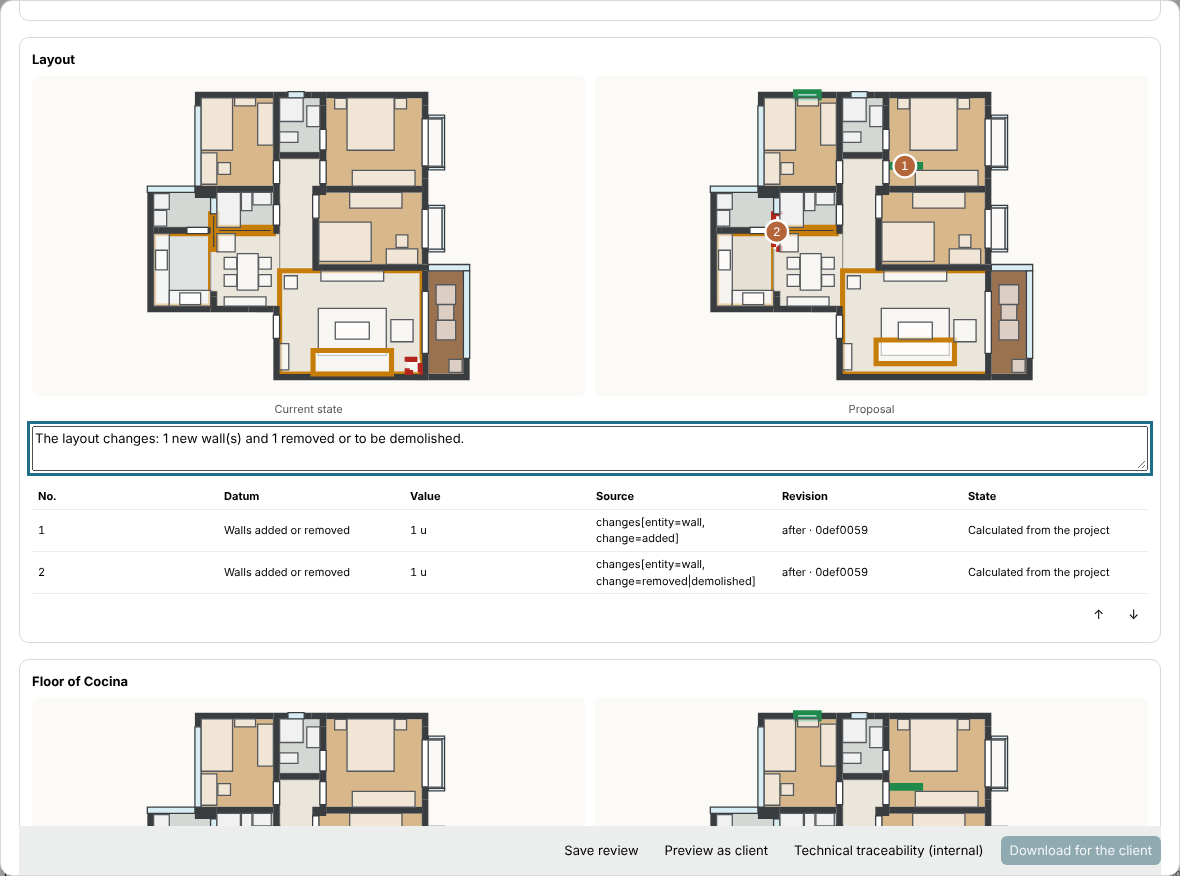 Layout
1
2
Current state
Proposal
The layout changes: 1 new wall(s) and 1 removed or to be demolished.
No. Datum Value Source Revision State
1 Walls added or removed 1 u changes[entity=wall, change=added] after · 0def0059 Calculated from the project
2 Walls added or removed 1 u changes[entity=wall, change=removed|demolished] after · 0def0059 Calculated from the project
↑ ↓
Floor of Cocina
Save review Preview as client Technical traceability (internal) Download for the client